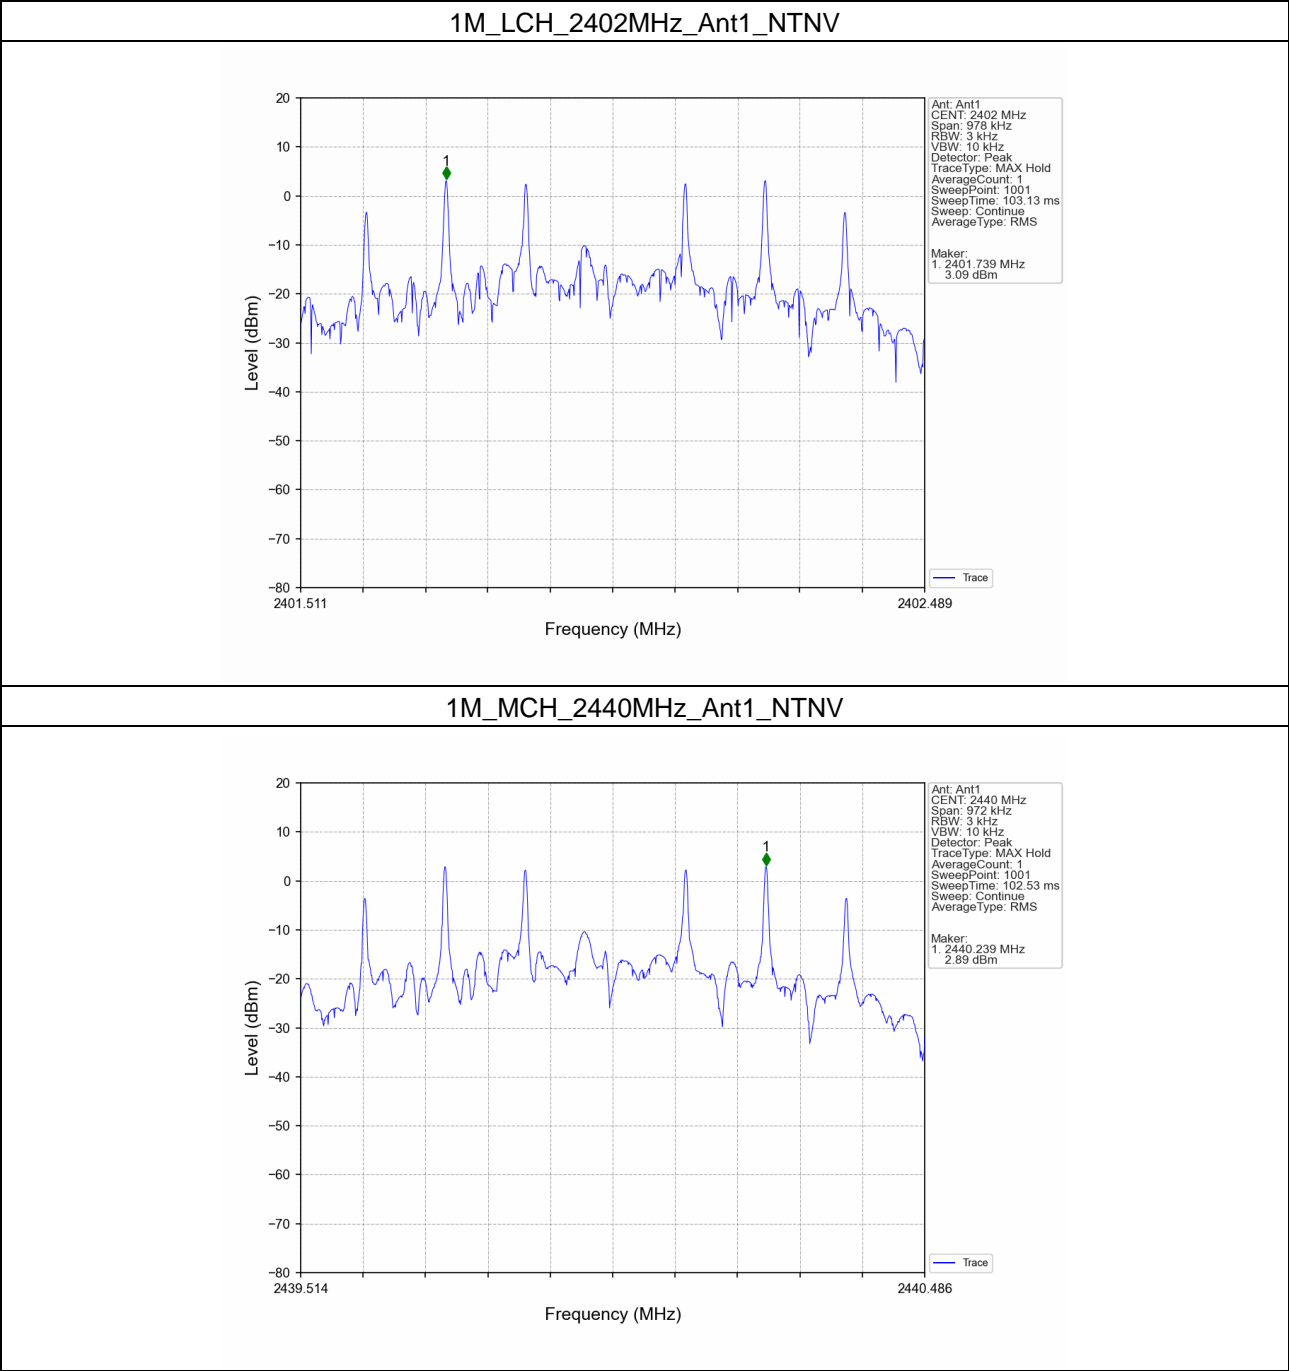 1M_LCH_2402MHz_Ant1_NTNV
20
10
0
−10
−20
−30
−40
−50
−60
−70
−80
Level (dBm)
1
2401.511
2402.489
Frequency (MHz)
Ant: Ant1
CENT: 2402 MHz
Span: 978 kHz
RBW: 3 kHz
VBW: 10 kHz
Detector: Peak
TraceType: MAX Hold
AverageCount: 1
SweepPoint: 1001
SweepTime: 103.13 ms
Sweep: Continue
AverageType: RMS
Maker:
1. 2401.739 MHz
3.09 dBm
Trace
1M_MCH_2440MHz_Ant1_NTNV
20
10
0
−10
−20
−30
−40
−50
−60
−70
−80
Level (dBm)
1
2439.514
2440.486
Frequency (MHz)
Ant: Ant1
CENT: 2440 MHz
Span: 972 kHz
RBW: 3 kHz
VBW: 10 kHz
Detector: Peak
TraceType: MAX Hold
AverageCount: 1
SweepPoint: 1001
SweepTime: 102.53 ms
Sweep: Continue
AverageType: RMS
Maker:
1. 2440.239 MHz
2.89 dBm
Trace